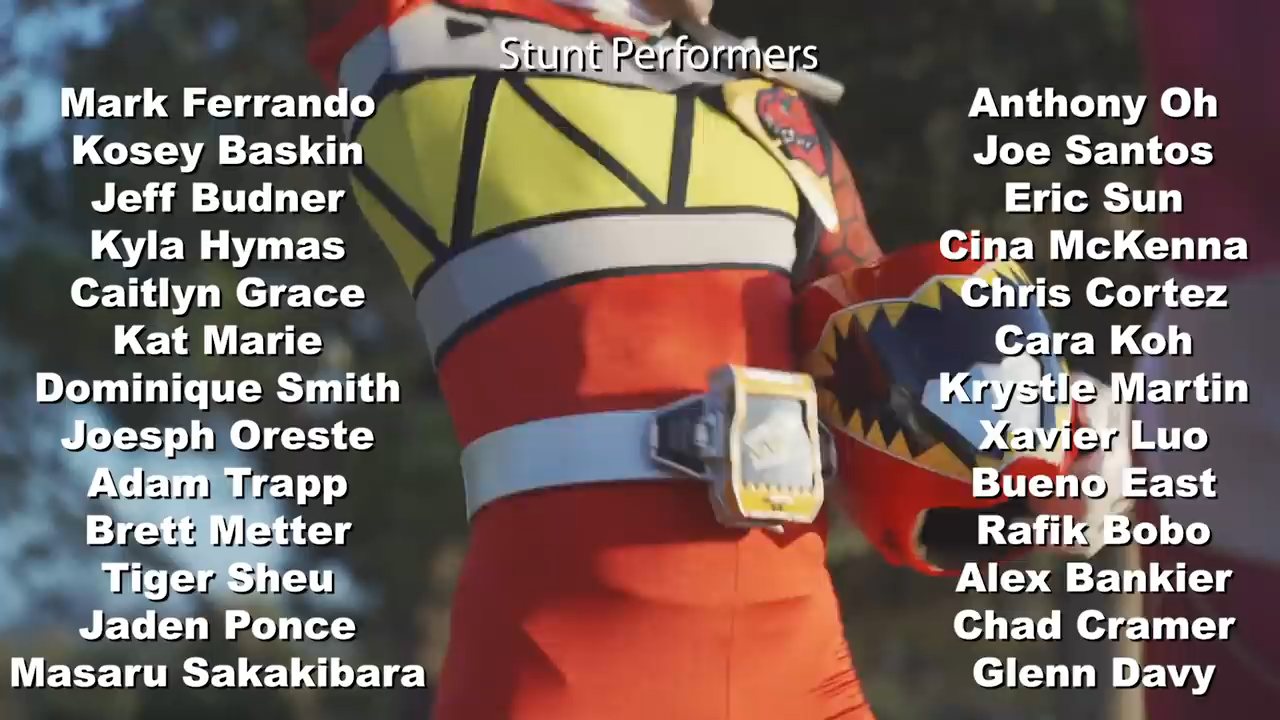 Stunt Performers
Mark Ferrando
Kosey Baskin
Jeff Budner
Kyla Hymas
Caitlyn Grace
Kat Marie
Dominique Smith
Joesph Oreste
Adam Trapp
Brett Metter
Tiger Sheu
Jaden Ponce
Masaru Sakakibara
Anthony Oh
Joe Santos
Eric Sun
Cina McKenna
Chris Cortez
Cara Koh
Krystle Martin
Xavier Luo
Bueno East
Rafik Bobo
Alex Bankier
Chad Cramer
Glenn Davy